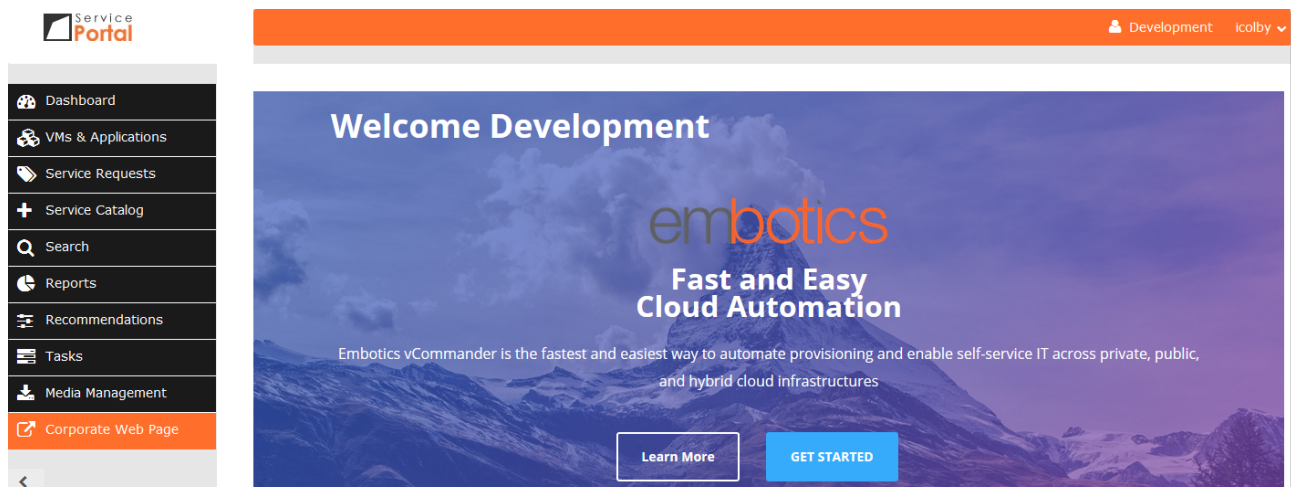 Service
Portal
Development icolby
Dashboard
VMs & Applications
Service Requests
Service Catalog
Search
Reports
Recommendations
Tasks
Media Management
Corporate Web Page
Welcome Development
embotics
Fast and Easy
Cloud Automation
Embotics vCommander is the fastest and easiest way to automate provisioning and enable self-service IT across private, public,
and hybrid cloud infrastructures
Learn More GET STARTED